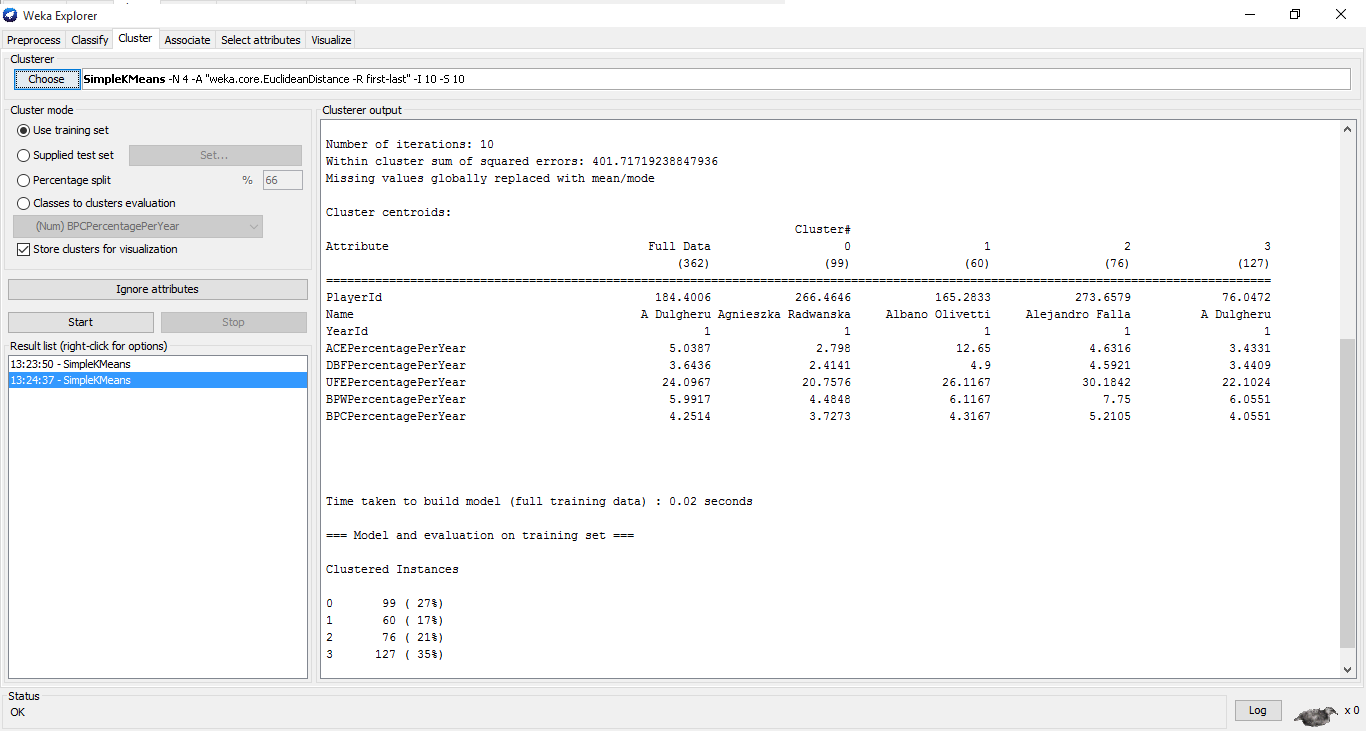 Weka Explorer
Preprocess Classify Cluster Associate Select attributes Visualize
Clusterer
Choose SimpleKMeans -N 4 -A "weka.core.EuclideanDistance -R first-last" -I 10 -S 10
Cluster mode
Use training set
Supplied test set Set...
Percentage split % 66
Classes to clusters evaluation
(Num) BPCPercentagePerYear
Store clusters for visualization
Ignore attributes
Start Stop
Result list (right-click for options)
13:23:50 - SimpleKMeans
13:24:37 - SimpleKMeans
Clusterer output
Number of iterations: 10
Within cluster sum of squared errors: 401.71719238847936
Missing values globally replaced with mean/mode
Cluster centroids:
Cluster#
Attribute Full Data 0 1 2 3
(362) (99) (60) (76) (127)
==========================================================================================================================================
PlayerId 184.4006 266.4646 165.2833 273.6579 76.0472
Name A Dulgheru Agnieszka Radwanska Albano Olivetti Alejandro Falla A Dulgheru
YearId 1 1 1 1 1
ACEPercentagePerYear 5.0387 2.798 12.65 4.6316 3.4331
DBFPercentagePerYear 3.6436 2.4141 4.9 4.5921 3.4409
UFEPercentagePerYear 24.0967 20.7576 26.1167 30.1842 22.1024
BPWPercentagePerYear 5.9917 4.4848 6.1167 7.75 6.0551
BPCPercentagePerYear 4.2514 3.7273 4.3167 5.2105 4.0551
Time taken to build model (full training data) : 0.02 seconds
=== Model and evaluation on training set ===
Clustered Instances
0 99 ( 27%)
1 60 ( 17%)
2 76 ( 21%)
3 127 ( 35%)
Status
OK
Log x 0